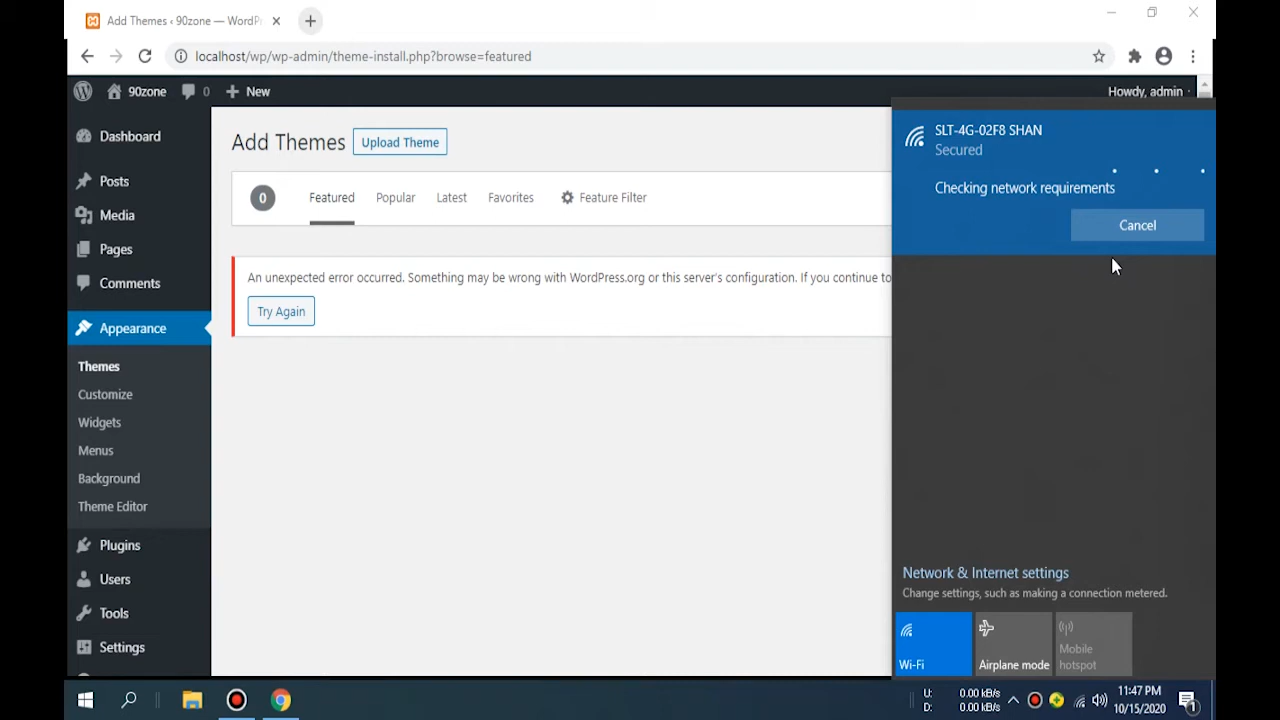 Add Themes ‹ 90zone — WordP
localhost/wp/wp-admin/theme-install.php?browse=featured
90zone 0 New Howdy, admin
Dashboard
Posts
Media
Pages
Comments
Appearance
Themes
Customize
Widgets
Menus
Background
Theme Editor
Plugins
Users
Tools
Settings
Add Themes Upload Theme
0 Featured Popular Latest Favorites Feature Filter
An unexpected error occurred. Something may be wrong with WordPress.org or this server's configuration. If you continue to
Try Again
SLT-4G-02F8 SHAN
Secured
Checking network requirements
Cancel
Network & Internet settings
Change settings, such as making a connection metered.
Wi-Fi
Airplane mode
Mobile
hotspot
U: 0.00 kB/s
D: 0.00 kB/s
11:47 PM
10/15/2020
1